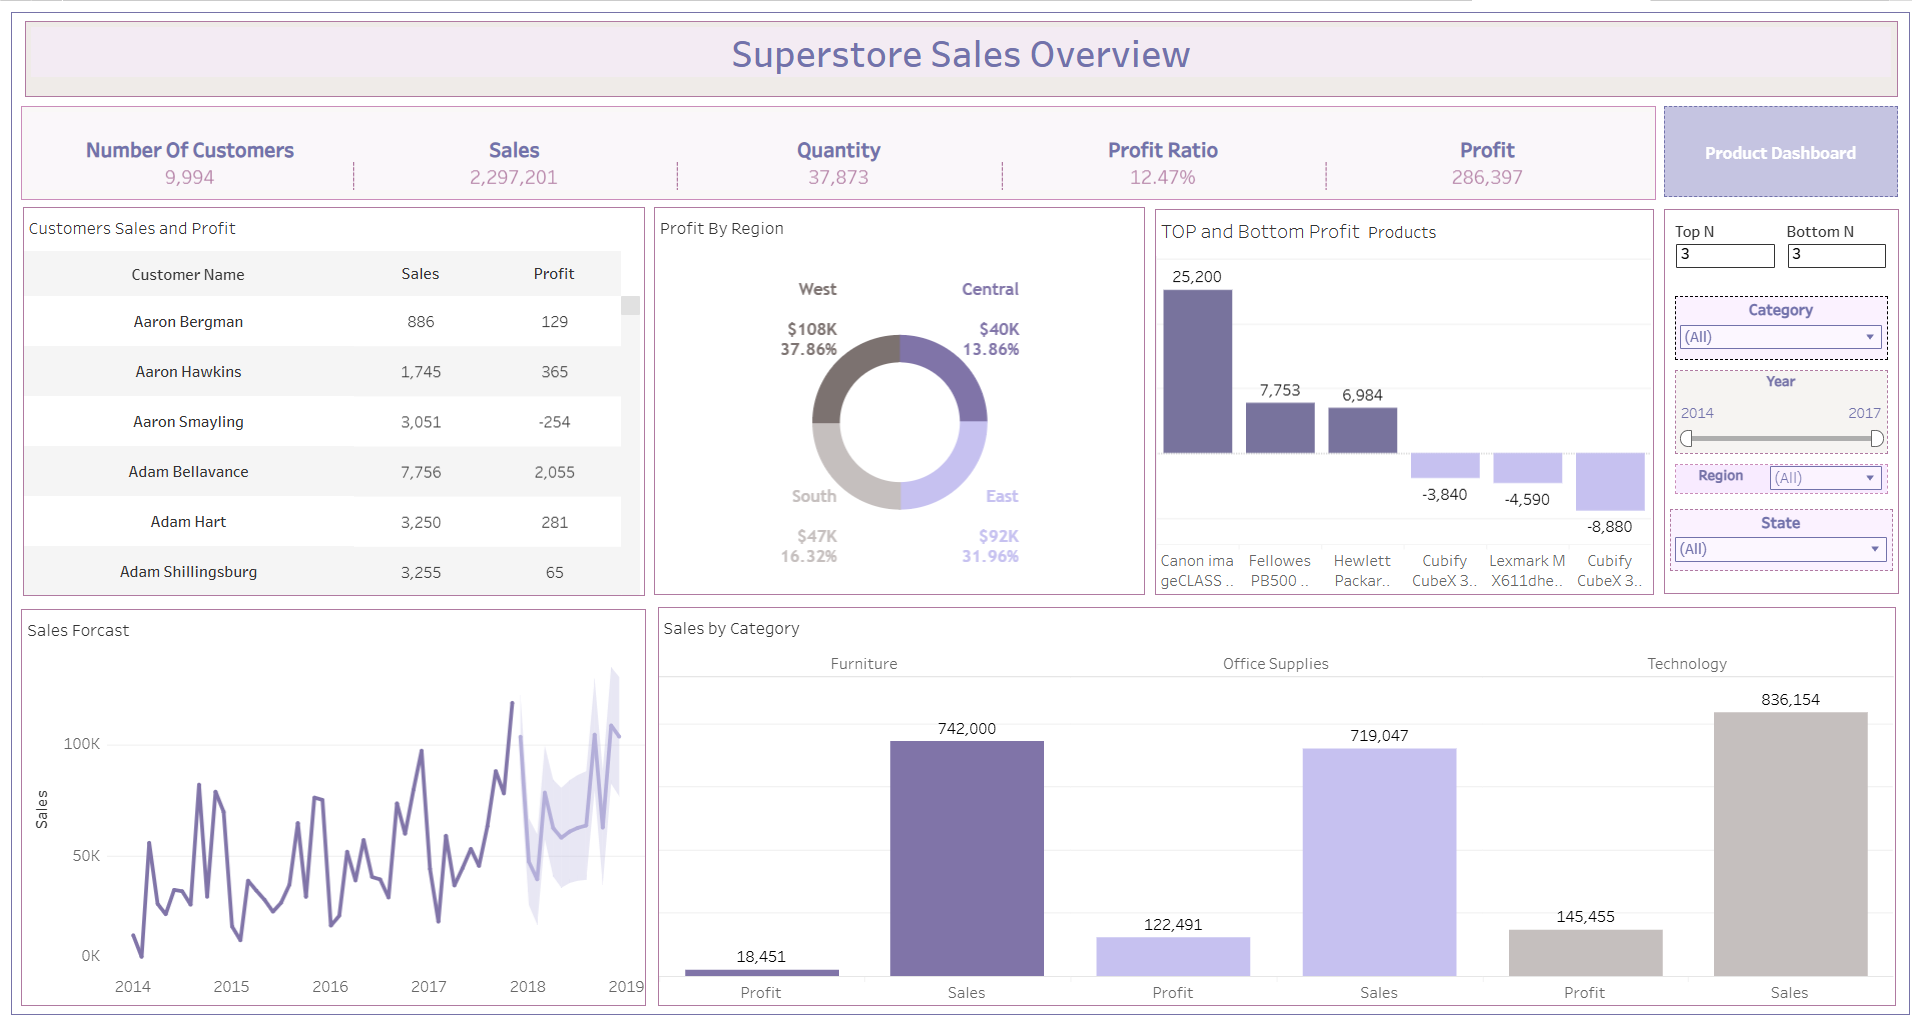 Superstore Sales Overview
Number Of Customers
9,994
Sales
2,297,201
Quantity
37,873
Profit Ratio
12.47%
Profit
286,397
Product Dashboard
Customers Sales and Profit
Customer Name Sales Profit
Aaron Bergman 886 129
Aaron Hawkins 1,745 365
Aaron Smayling 3,051 -254
Adam Bellavance 7,756 2,055
Adam Hart 3,250 281
Adam Shillingsburg 3,255 65
Profit By Region
West
$108K
37.86%
Central
$40K
13.86%
South
$47K
16.32%
East
$92K
31.96%
TOP and Bottom Profit Products
25,200
7,753
6,984
-3,840
-4,590
-8,880
Canon ima
geCLASS ..
Fellowes
PB500 ..
Hewlett
Packar..
Cubify
CubeX 3..
Lexmark M
X611dhe..
Cubify
CubeX 3..
Top N
3
Bottom N
3
Category
(All)
Year
2014 2017
Region (All)
State
(All)
Sales Forcast
Sales
100K
50K
0K
2014 2015 2016 2017 2018 2019
Sales by Category
Furniture Office Supplies Technology
18,451
742,000
122,491
719,047
145,455
836,154
Profit Sales Profit Sales Profit Sales